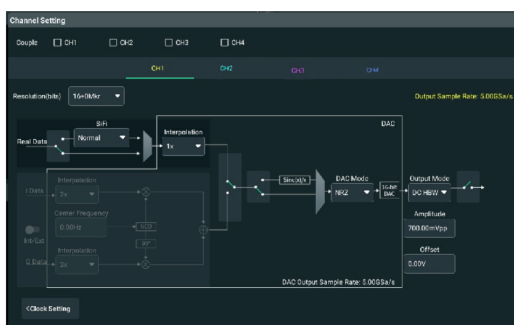 Channel Setting
Couple CH1 CH2 CH3 CH4
CH1 CH2 CH3 CH4
Resolution(bits) 16+0Mkr
Output Sample Rate: 5.00GSa/s
DAC
SiFi
Real Data Normal
Interpolation
1x
Interpolation
I Data 2x
Center Frequency
0.00Hz
NCO
Int/Ext
90°
Interpolation
Q Data 2x
Sin(x)/x
DAC Mode
NRZ
16-bit
DAC
Output Mode
DC HBW
Amplitude
700.00mVpp
Offset
0.00V
DAC Output Sample Rate: 5.00GSa/s
<Clock Setting